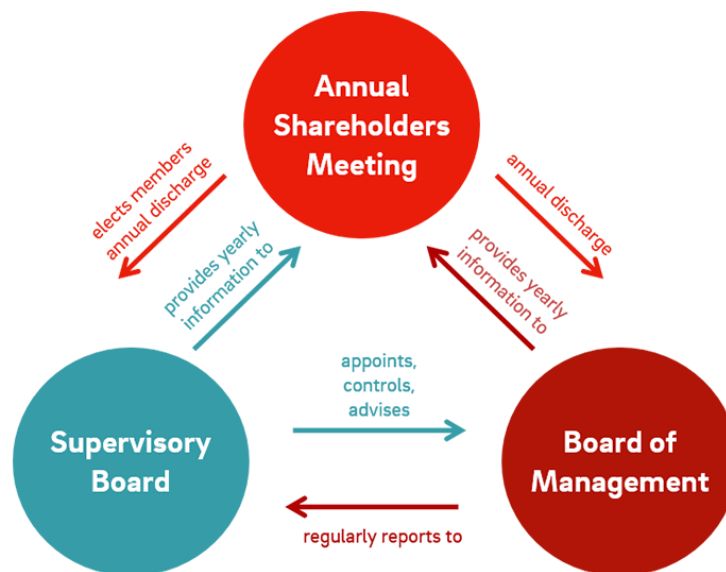 Annual
Shareholders
Meeting
elects members
annual discharge
annual discharge
provides yearly
information to
provides yearly
information to
appoints,
controls,
advises
Supervisory
Board
Board of
Management
regularly reports to